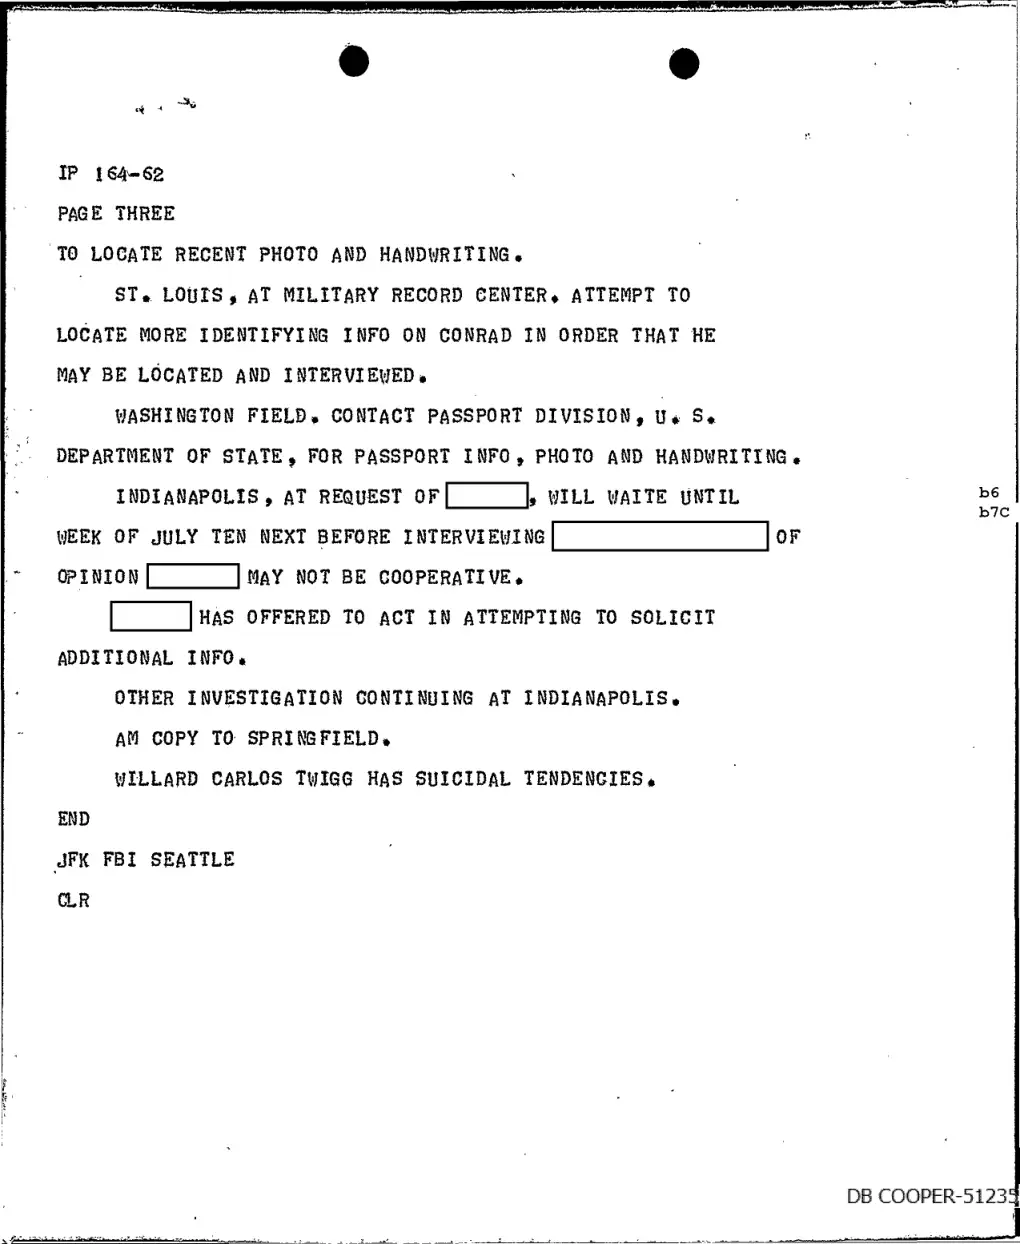 IP 164-62
PAGE THREE
TO LOCATE RECENT PHOTO AND HANDWRITING.
ST. LOUIS, AT MILITARY RECORD CENTER. ATTEMPT TO
LOCATE MORE IDENTIFYING INFO ON CONRAD IN ORDER THAT HE
MAY BE LOCATED AND INTERVIEWED.
WASHINGTON FIELD. CONTACT PASSPORT DIVISION, U. S.
DEPARTMENT OF STATE, FOR PASSPORT INFO, PHOTO AND HANDWRITING.
INDIANAPOLIS, AT REQUEST OF , WILL WAITE UNTIL
b6
b7C
WEEK OF JULY TEN NEXT BEFORE INTERVIEWING OF
OPINION MAY NOT BE COOPERATIVE.
HAS OFFERED TO ACT IN ATTEMPTING TO SOLICIT
ADDITIONAL INFO.
OTHER INVESTIGATION CONTINUING AT INDIANAPOLIS.
AM COPY TO SPRINGFIELD.
WILLARD CARLOS TWIGG HAS SUICIDAL TENDENCIES.
END
JFK FBI SEATTLE
CLR
DB COOPER-51235